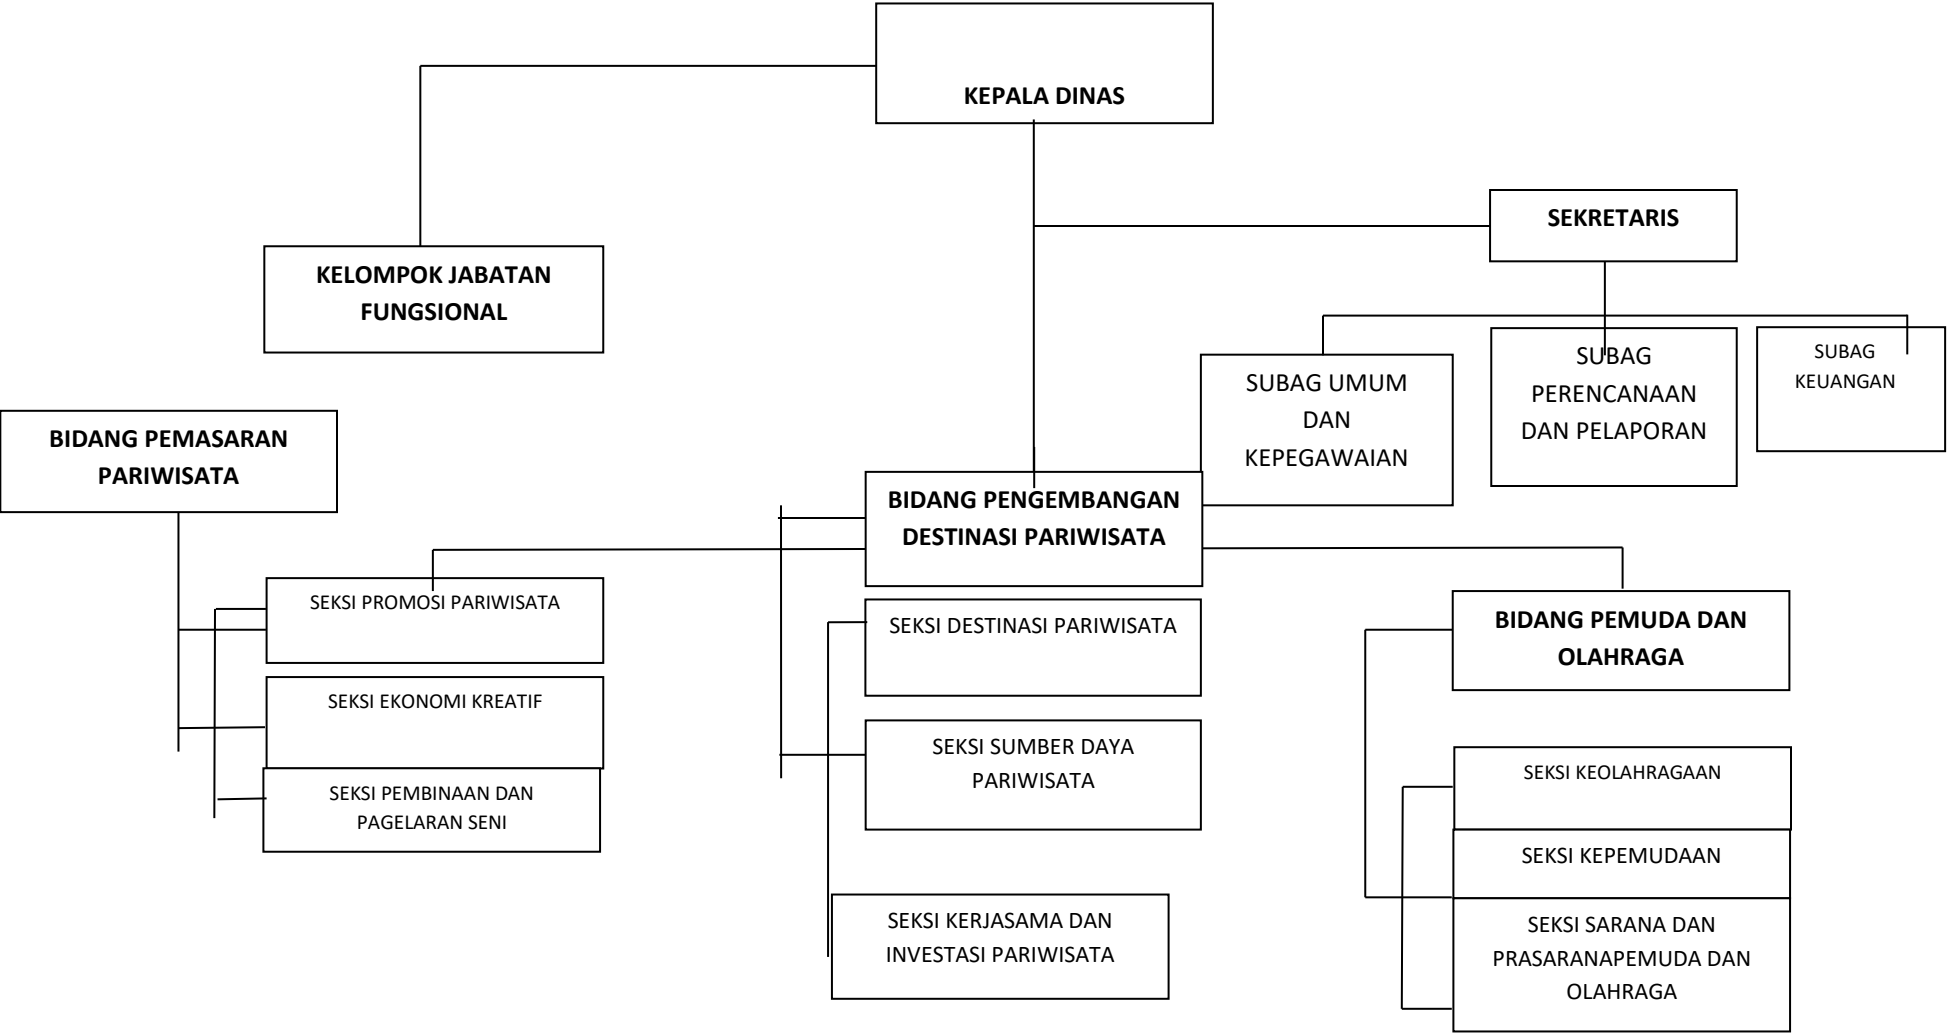 KEPALA DINAS
SEKRETARIS
KELOMPOK JABATAN
FUNGSIONAL
SUBAG UMUM
DAN
KEPEGAWAIAN
SUBAG
PERENCANAAN
DAN PELAPORAN
SUBAG
KEUANGAN
BIDANG PEMASARAN
PARIWISATA
BIDANG PENGEMBANGAN
DESTINASI PARIWISATA
BIDANG PEMUDA DAN
OLAHRAGA
SEKSI PROMOSI PARIWISATA
SEKSI EKONOMI KREATIF
SEKSI PEMBINAAN DAN
PAGELARAN SENI
SEKSI DESTINASI PARIWISATA
SEKSI SUMBER DAYA
PARIWISATA
SEKSI KERJASAMA DAN
INVESTASI PARIWISATA
SEKSI KEOLAHRAGAAN
SEKSI KEPEMUDAAN
SEKSI SARANA DAN
PRASARANAPEMUDA DAN
OLAHRAGA